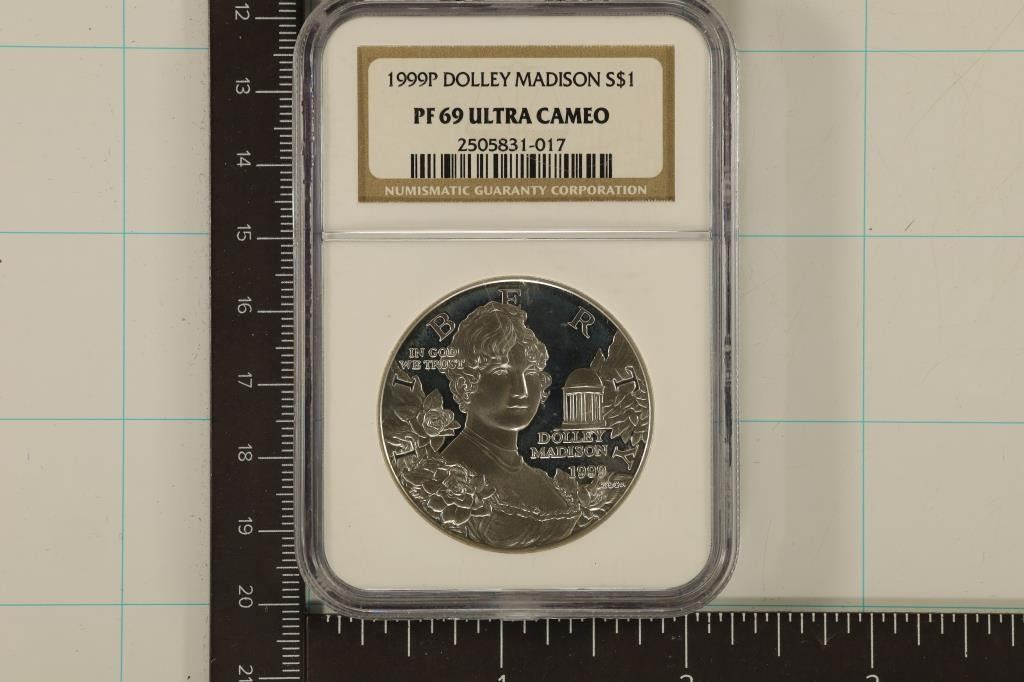 1999P DOLLEY MADISON S$1
PF 69 ULTRA CAMEO
2505831-017
NUMISMATIC GUARANTY CORPORATION
LIBERTY
IN GOD
WE TRUST
DOLLEY
MADISON
1999
12
13
14
15
16
17
18
19
20
21
1
2
3